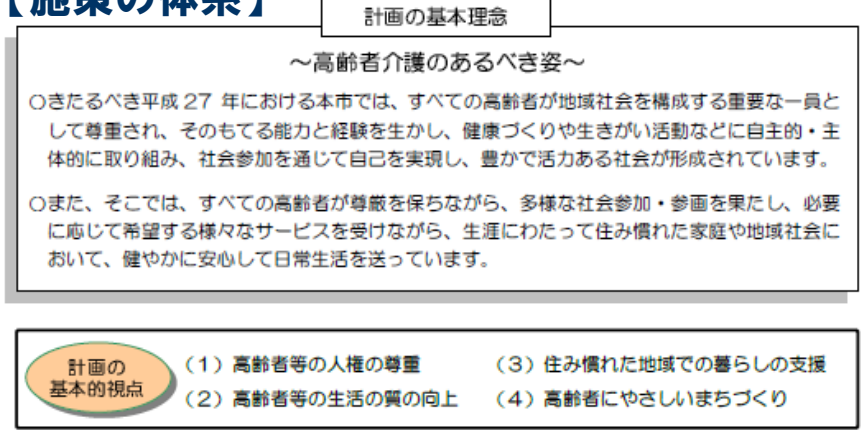 【施策の体系】
計画の基本理念
～高齢者介護のあるべき姿～
○きたるべき平成27 年における本市では、すべての高齢者が地域社会を構成する重要な一員と
して尊重され、そのもてる能力と経験を生かし、健康づくりや生きがい活動などに自主的・主
体的に取り組み、社会参加を通じて自己を実現し、豊かで活力ある社会が形成されています。
○また、そこでは、すべての高齢者が尊厳を保ちながら、多様な社会参加・参画を果たし、必要
に応じて希望する様々なサービスを受けながら、生涯にわたって住み慣れた家庭や地域社会に
おいて、健やかに安心して日常生活を送っています。
計画の
基本的視点
（1）高齢者等の人権の尊重
（2）高齢者等の生活の質の向上
（3）住み慣れた地域での暮らしの支援
（4）高齢者にやさしいまちづくり